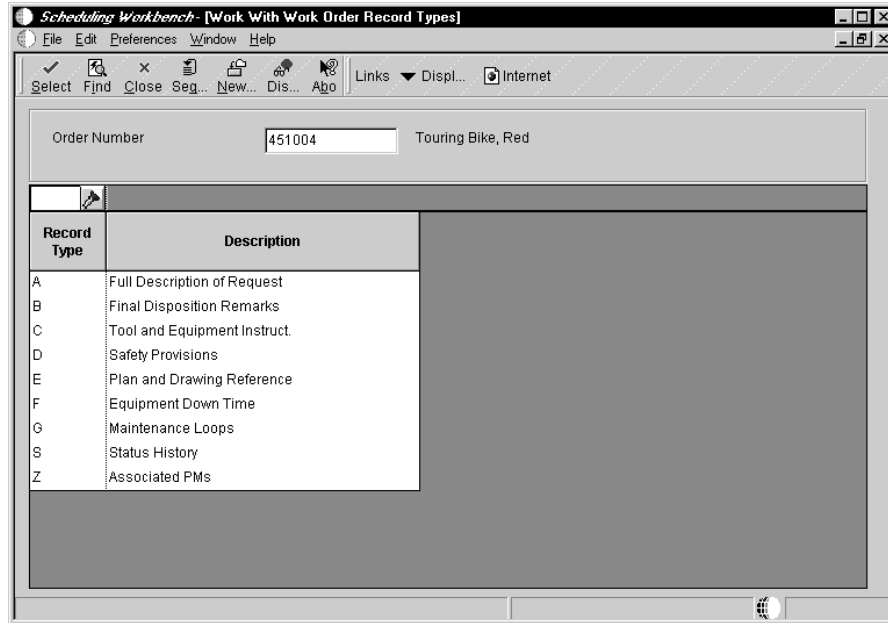 Scheduling Workbench - [Work With Work Order Record Types]
File Edit Preferences Window Help
Select Find Close Seq... New... Dis... Abo Links Displ... Internet
Order Number 451004 Touring Bike, Red
Record Type Description
A Full Description of Request
B Final Disposition Remarks
C Tool and Equipment Instruct.
D Safety Provisions
E Plan and Drawing Reference
F Equipment Down Time
G Maintenance Loops
S Status History
Z Associated PMs